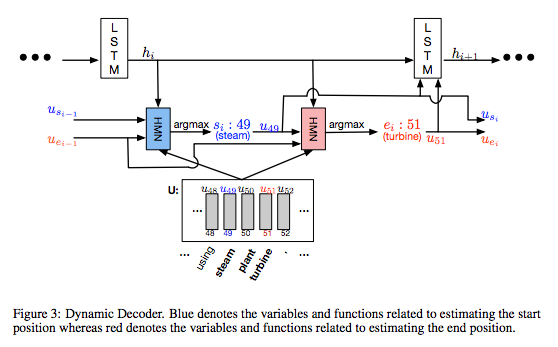 LSTM
LSTM
••• h_i h_{i+1} •••
u_{s_{i-1}}
u_{e_{i-1}}
HMN
argmax s_i : 49
(steam)
u_{49}
HMN
argmax
e_i : 51
(turbine)
u_{51}
u_{s_i}
u_{e_i}
U:
u_{48} u_{49} u_{50} u_{51} u_{52}
... ...
48 49 50 51 52
... using steam plant turbine , ...
Figure 3: Dynamic Decoder. Blue denotes the variables and functions related to estimating the start
position whereas red denotes the variables and functions related to estimating the end position.